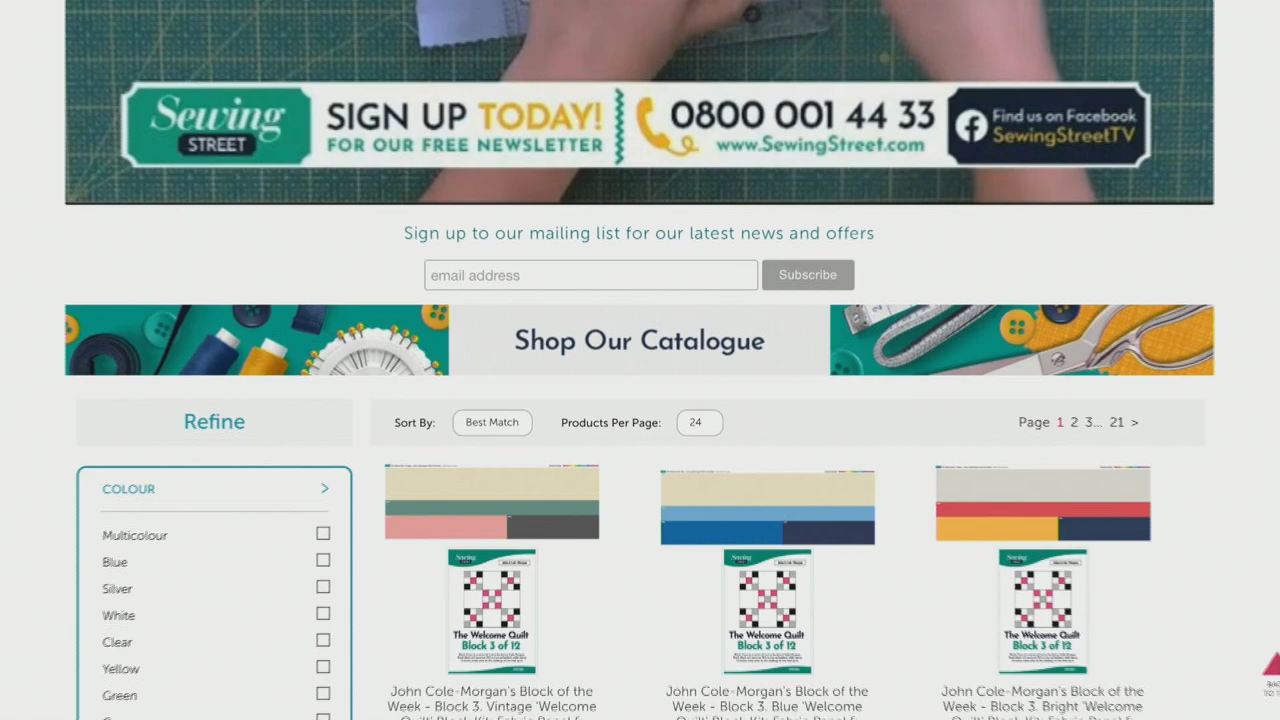 Sewing
STREET
SIGN UP TODAY!
FOR OUR FREE NEWSLETTER
0800 001 44 33
www.SewingStreet.com
Find us on Facebook
SewingStreetTV
Sign up to our mailing list for our latest news and offers
email address
Subscribe
Shop Our Catalogue
Refine
Sort By:
Best Match
Products Per Page:
24
Page 1 2 3... 21 >
COLOUR >
Multicolour
Blue
Silver
White
Clear
Yellow
Green
Sewing
The Welcome Quilt
Block 3 of 12
John Cole-Morgan's Block of the
Week - Block 3. Vintage 'Welcome
Sewing
The Welcome Quilt
Block 3 of 12
John Cole-Morgan's Block of the
Week - Block 3. Blue 'Welcome
Sewing
The Welcome Quilt
Block 3 of 12
John Cole-Morgan's Block of the
Week - Block 3. Bright 'Welcome